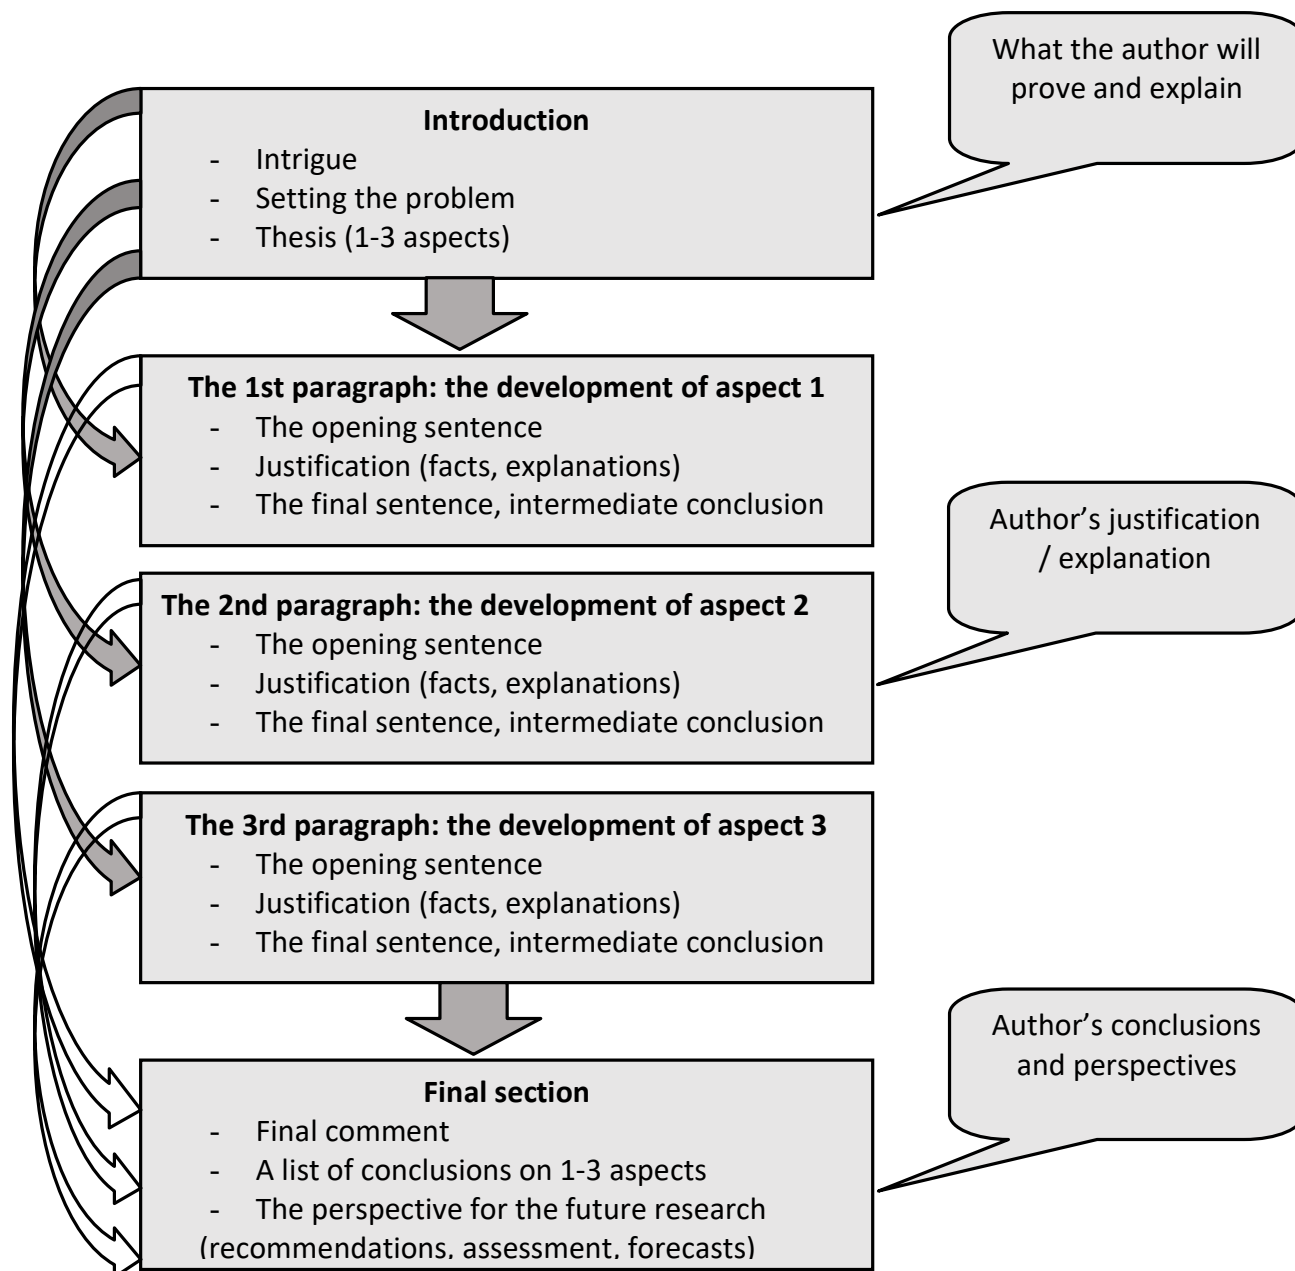 What the author will
prove and explain
Introduction
- Intrigue
- Setting the problem
- Thesis (1-3 aspects)
The 1st paragraph: the development of aspect 1
- The opening sentence
- Justification (facts, explanations)
- The final sentence, intermediate conclusion
Author’s justification
/ explanation
The 2nd paragraph: the development of aspect 2
- The opening sentence
- Justification (facts, explanations)
- The final sentence, intermediate conclusion
The 3rd paragraph: the development of aspect 3
- The opening sentence
- Justification (facts, explanations)
- The final sentence, intermediate conclusion
Author’s conclusions
and perspectives
Final section
- Final comment
- A list of conclusions on 1-3 aspects
- The perspective for the future research
(recommendations, assessment, forecasts)